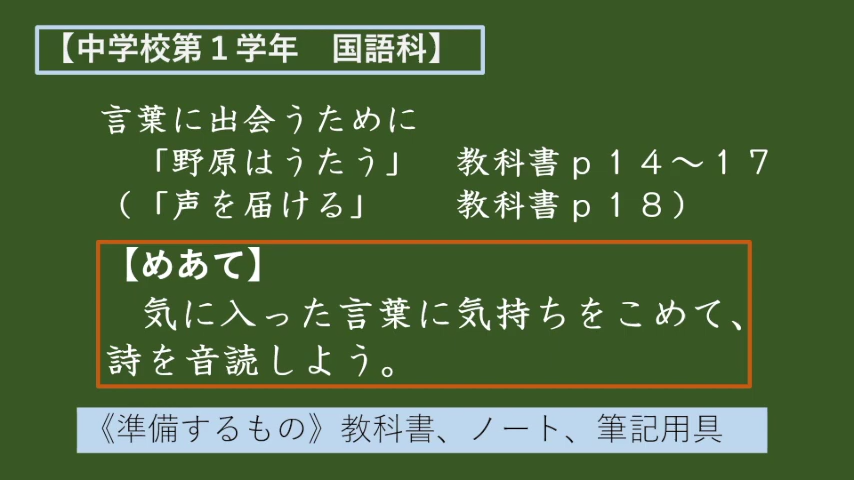 【中学校第１学年　国語科】
言葉に出会うために
「野原はうたう」　教科書ｐ１４～１７
（「声を届ける」　　教科書ｐ１８）
【めあて】
　気に入った言葉に気持ちをこめて、
詩を音読しよう。
《準備するもの》教科書、ノート、筆記用具